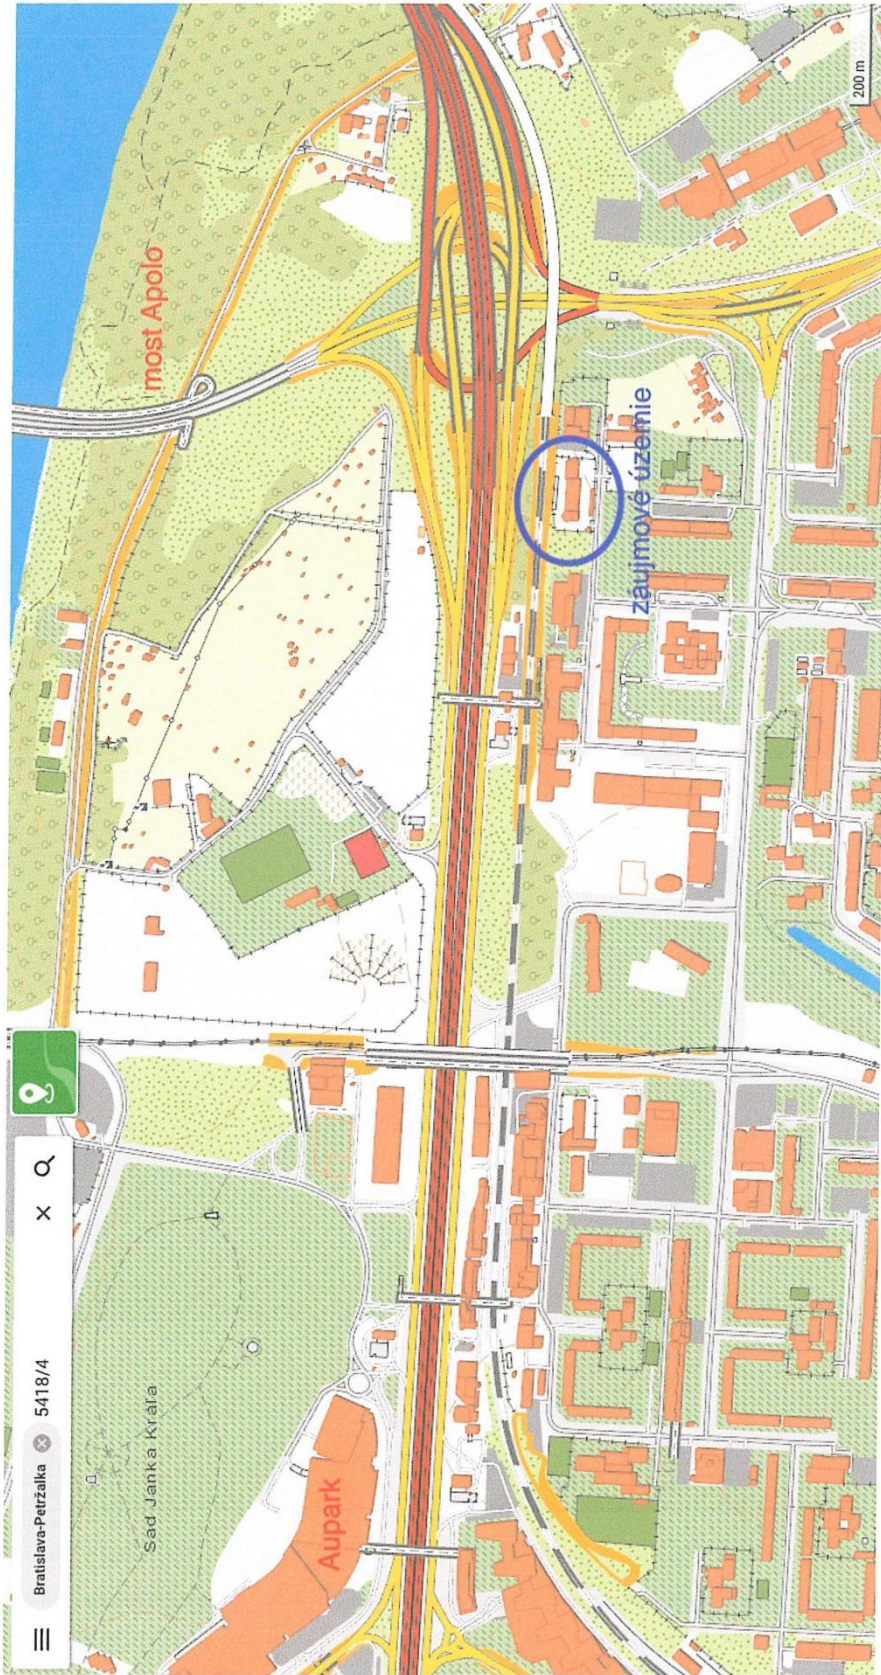 Bratislava-Petržalka
5418/4
Sad Janka Kráľa
Aupark
most Apolo
záujmové územie
200 m